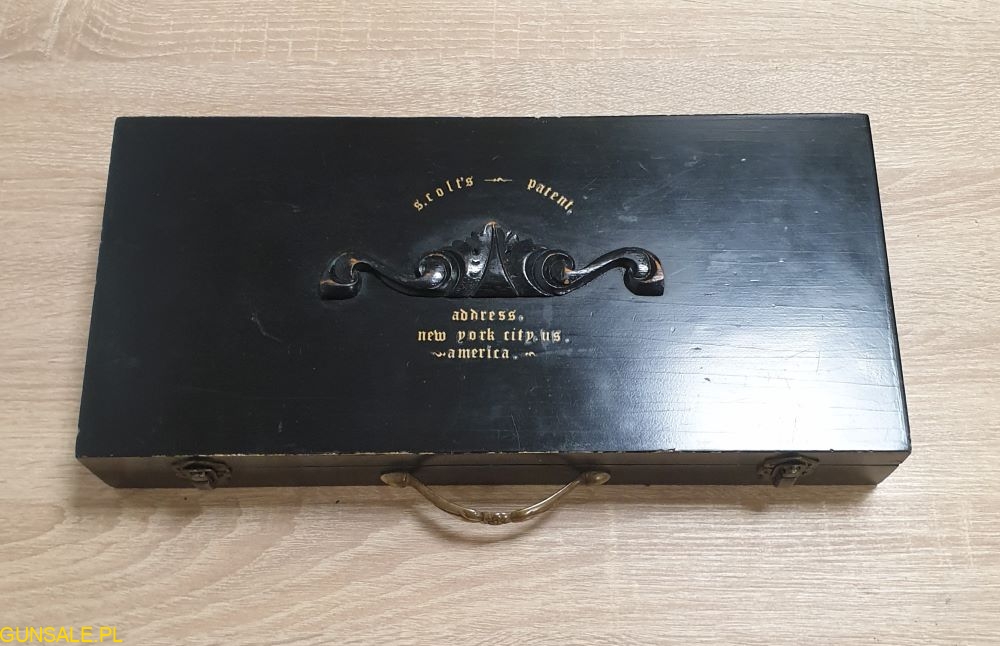 s.colt's patent.
address.
new york city.us.
america.
GUNSALE.PL